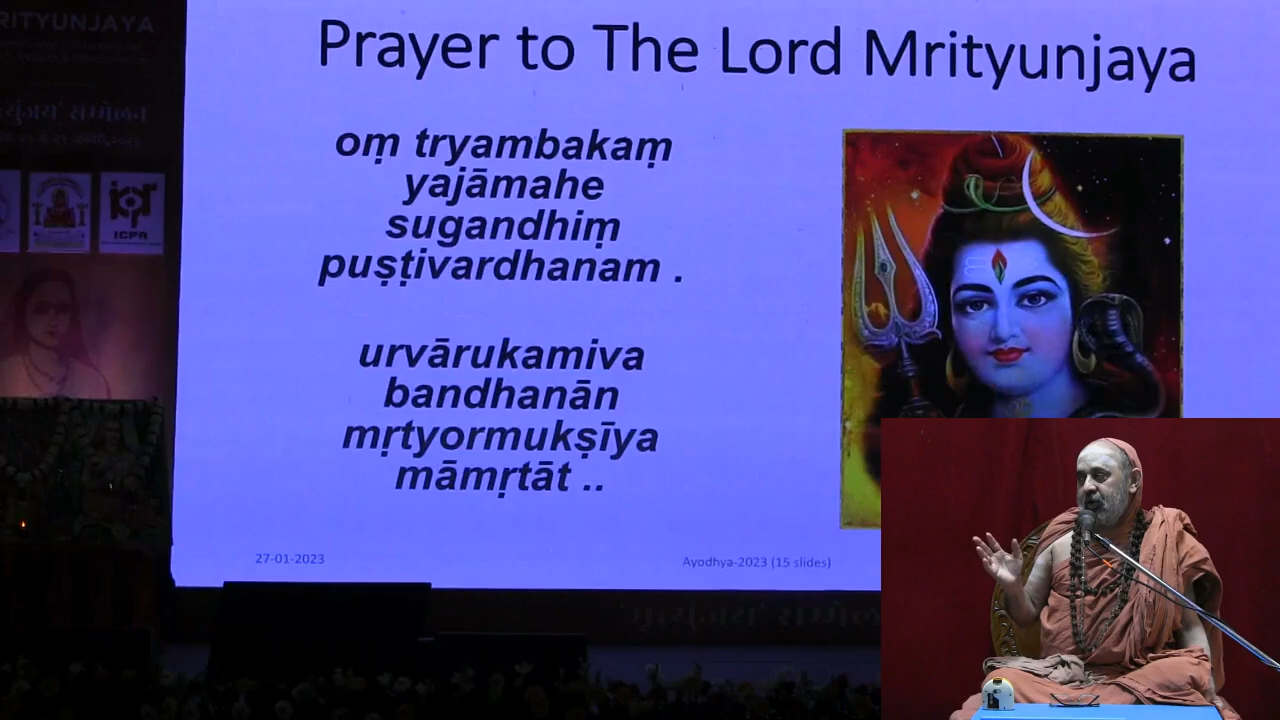 RITYUNJAYA
Prayer to The Lord Mrityunjaya
oṃ tryambakaṃ
yajāmahe
sugandhiṃ
puṣṭivardhanam .
urvārukamiva
bandhanān
mṛtyormukṣīya
māmṛtāt ..
ICPR
27-01-2023
Ayodhya-2023 (15 slides)